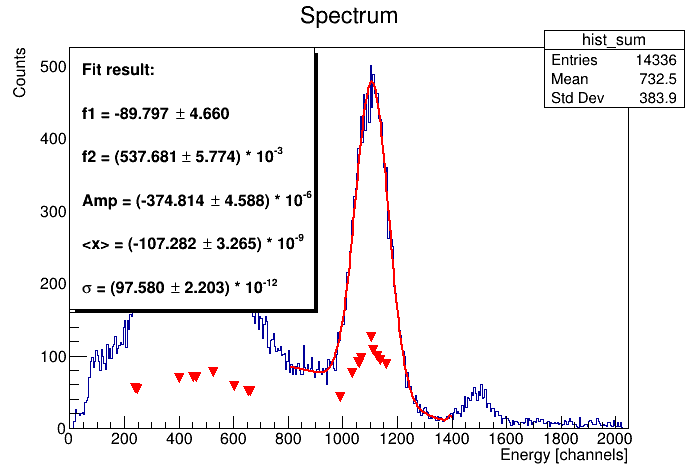 Spectrum
hist_sum
Entries 14336
Mean 732.5
Std Dev 383.9
Counts
500
400
300
200
100
0
Fit result:
f1 = -89.797 ± 4.660
f2 = (537.681 ± 5.774) * 10-3
Amp = (-374.814 ± 4.588) * 10-6
<x> = (-107.282 ± 3.265) * 10-9
σ = (97.580 ± 2.203) * 10-12
0 200 400 600 800 1000 1200 1400 1600 1800 2000
Energy [channels]